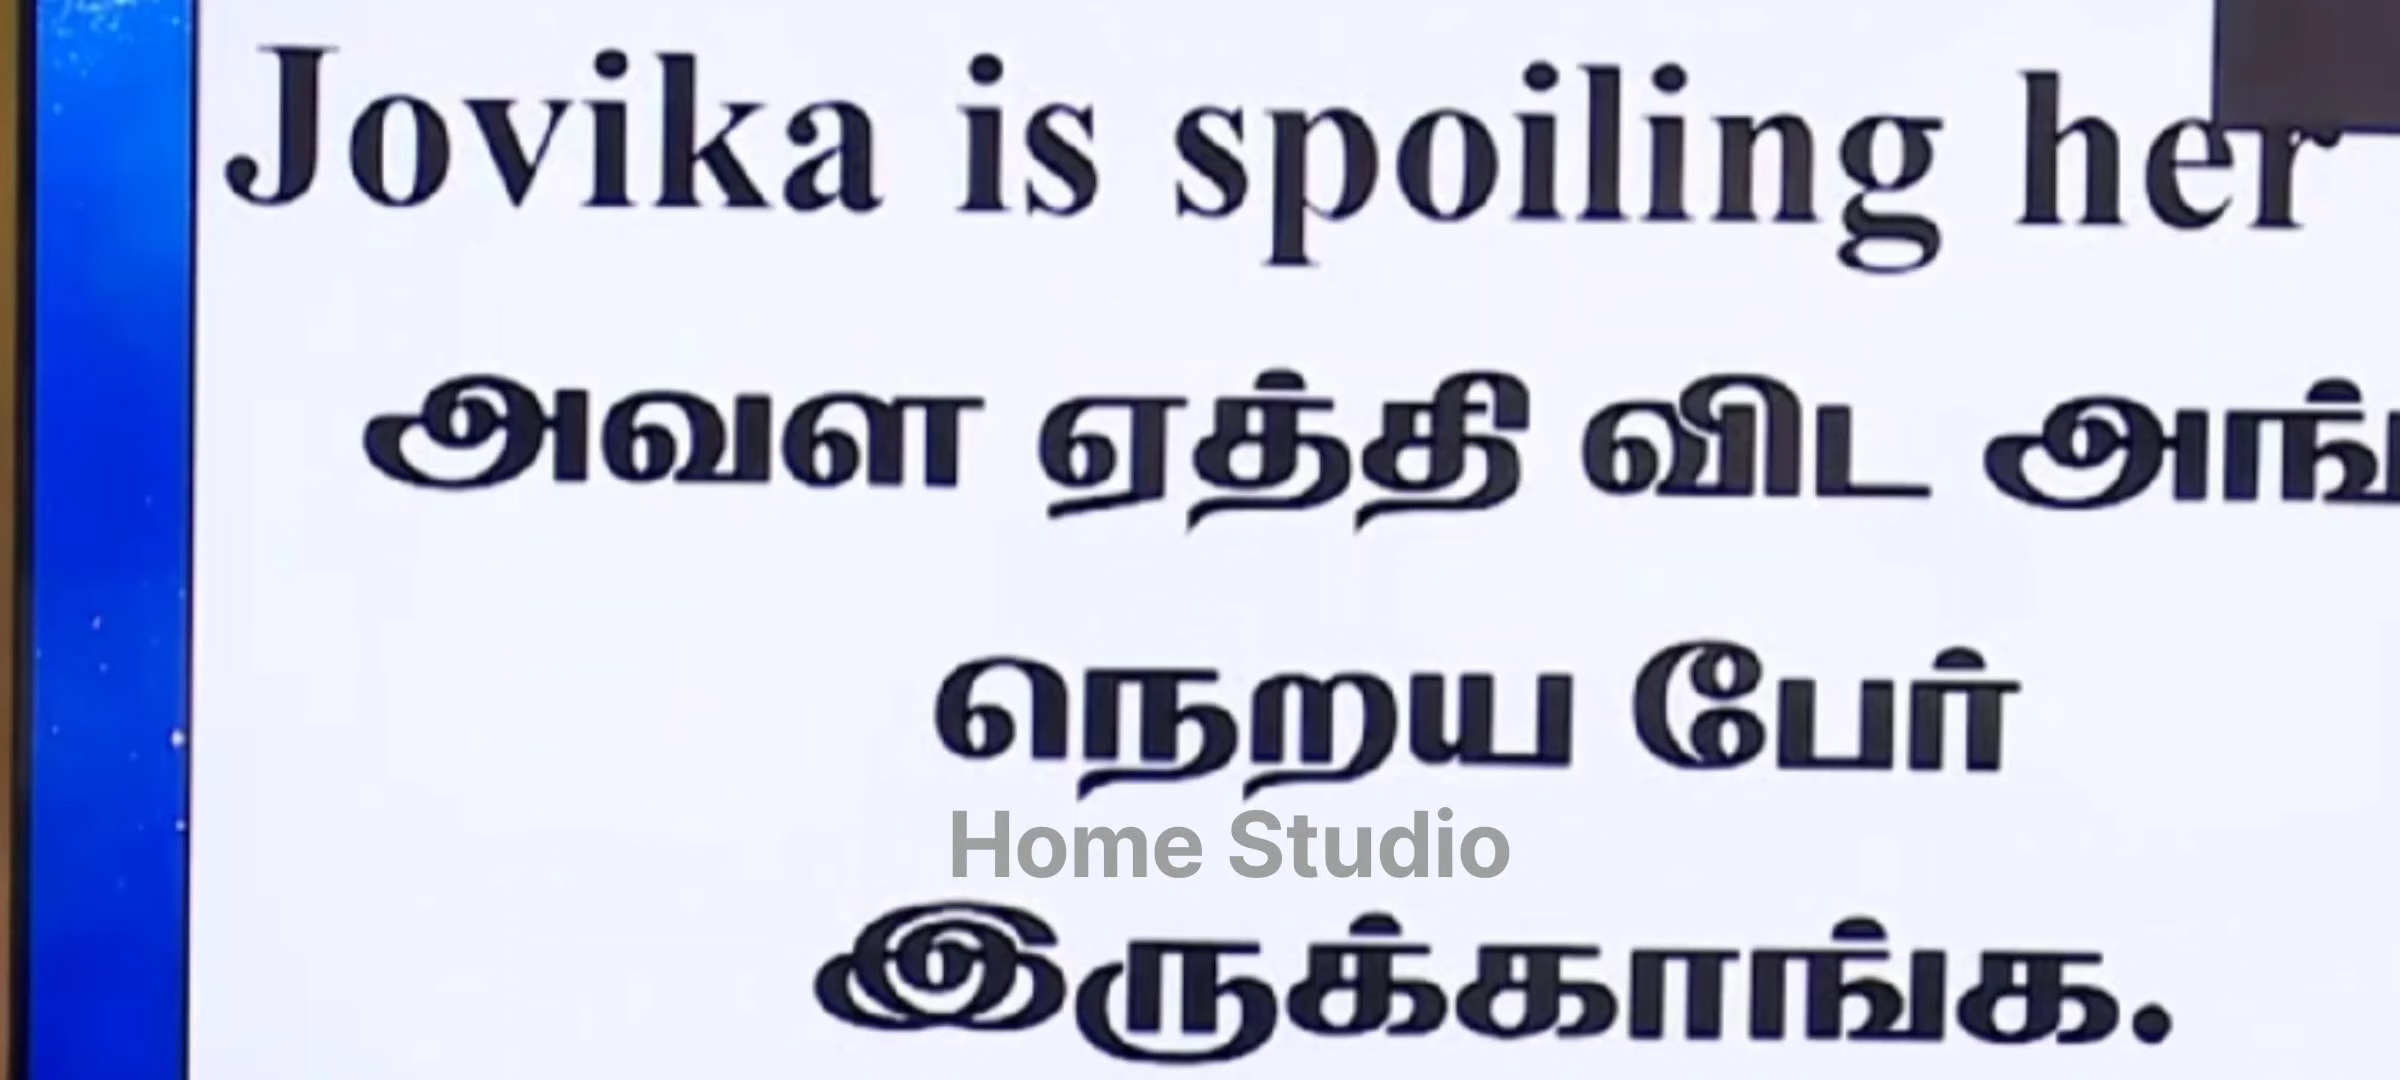 Jovika is spoiling her
அவள ஏத்தி விட
நெறய பேர்
Home Studio
இருக்காங்க.